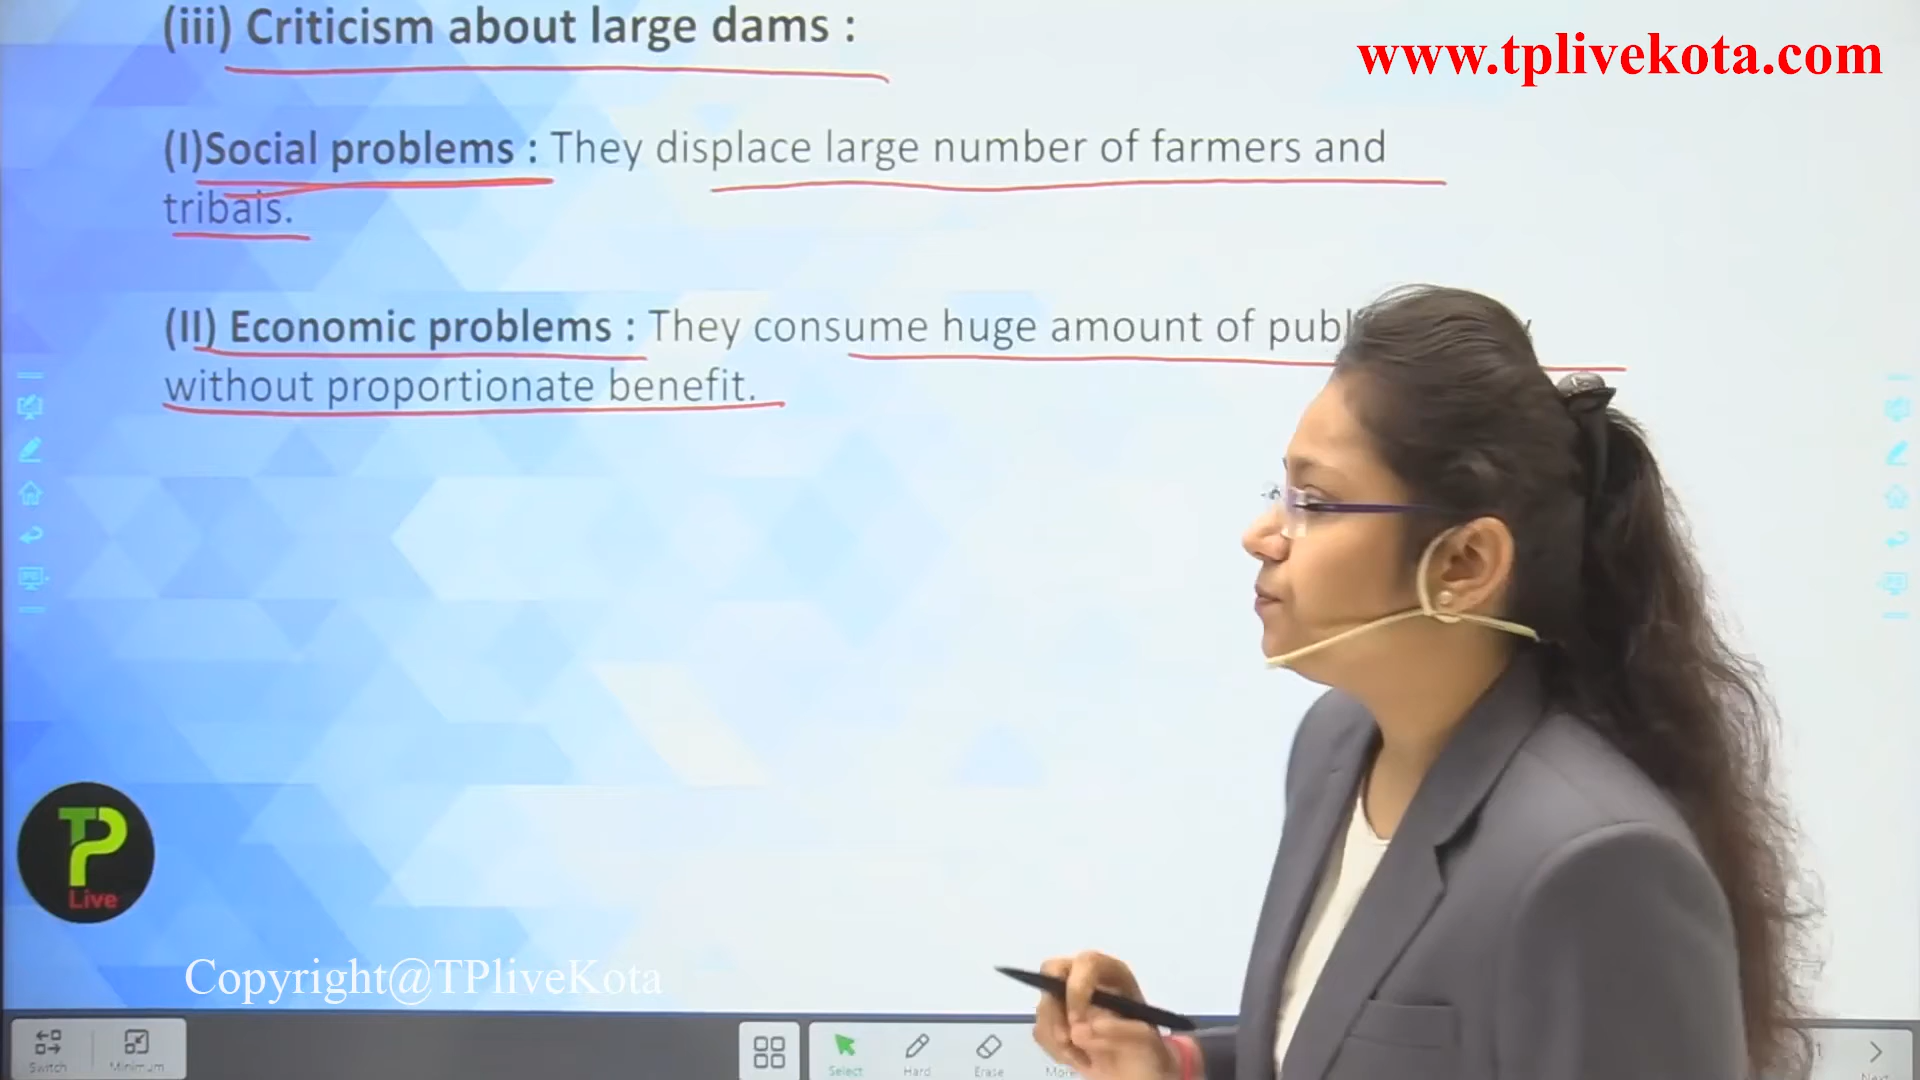 (iii) Criticism about large dams :
www.tplivekota.com
(I)Social problems : They displace large number of farmers and
tribals.
(II) Economic problems : They consume huge amount of
without proportionate benefit.
TP
Live
Copyright@TPliveKota
Switch
Minimum
Select
Hard
Erase